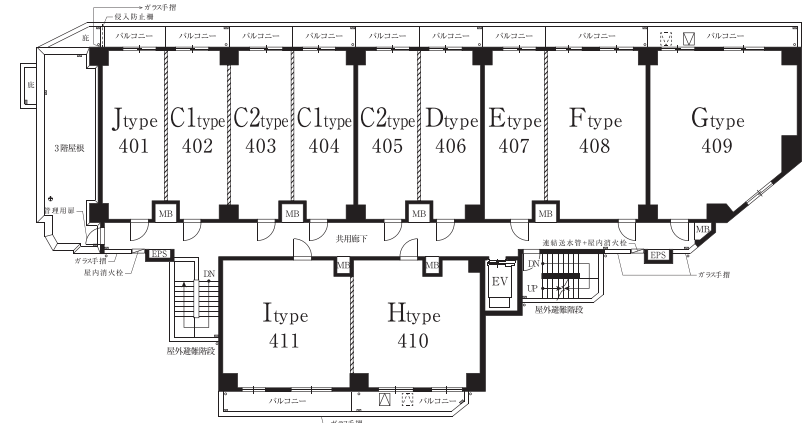 ガラス手摺
侵入防止柵
庇
バルコニー
バルコニー
バルコニー
バルコニー
バルコニー
バルコニー
バルコニー
バルコニー
バルコニー
庇
3階屋根
Jtype
401
C1type
402
C2type
403
C1type
404
C2type
405
Dtype
406
Etype
407
Ftype
408
Gtype
409
管理用扉
MB
MB
MB
MB
MB
共用廊下
連結送水管+屋内消火栓
EPS
EPS
ガラス手摺
屋内消火栓
ガラス手摺
DN
MB
MB
EV
DN
UP
屋外避難階段
屋外避難階段
Itype
411
Htype
410
バルコニー
バルコニー
ガラス手摺